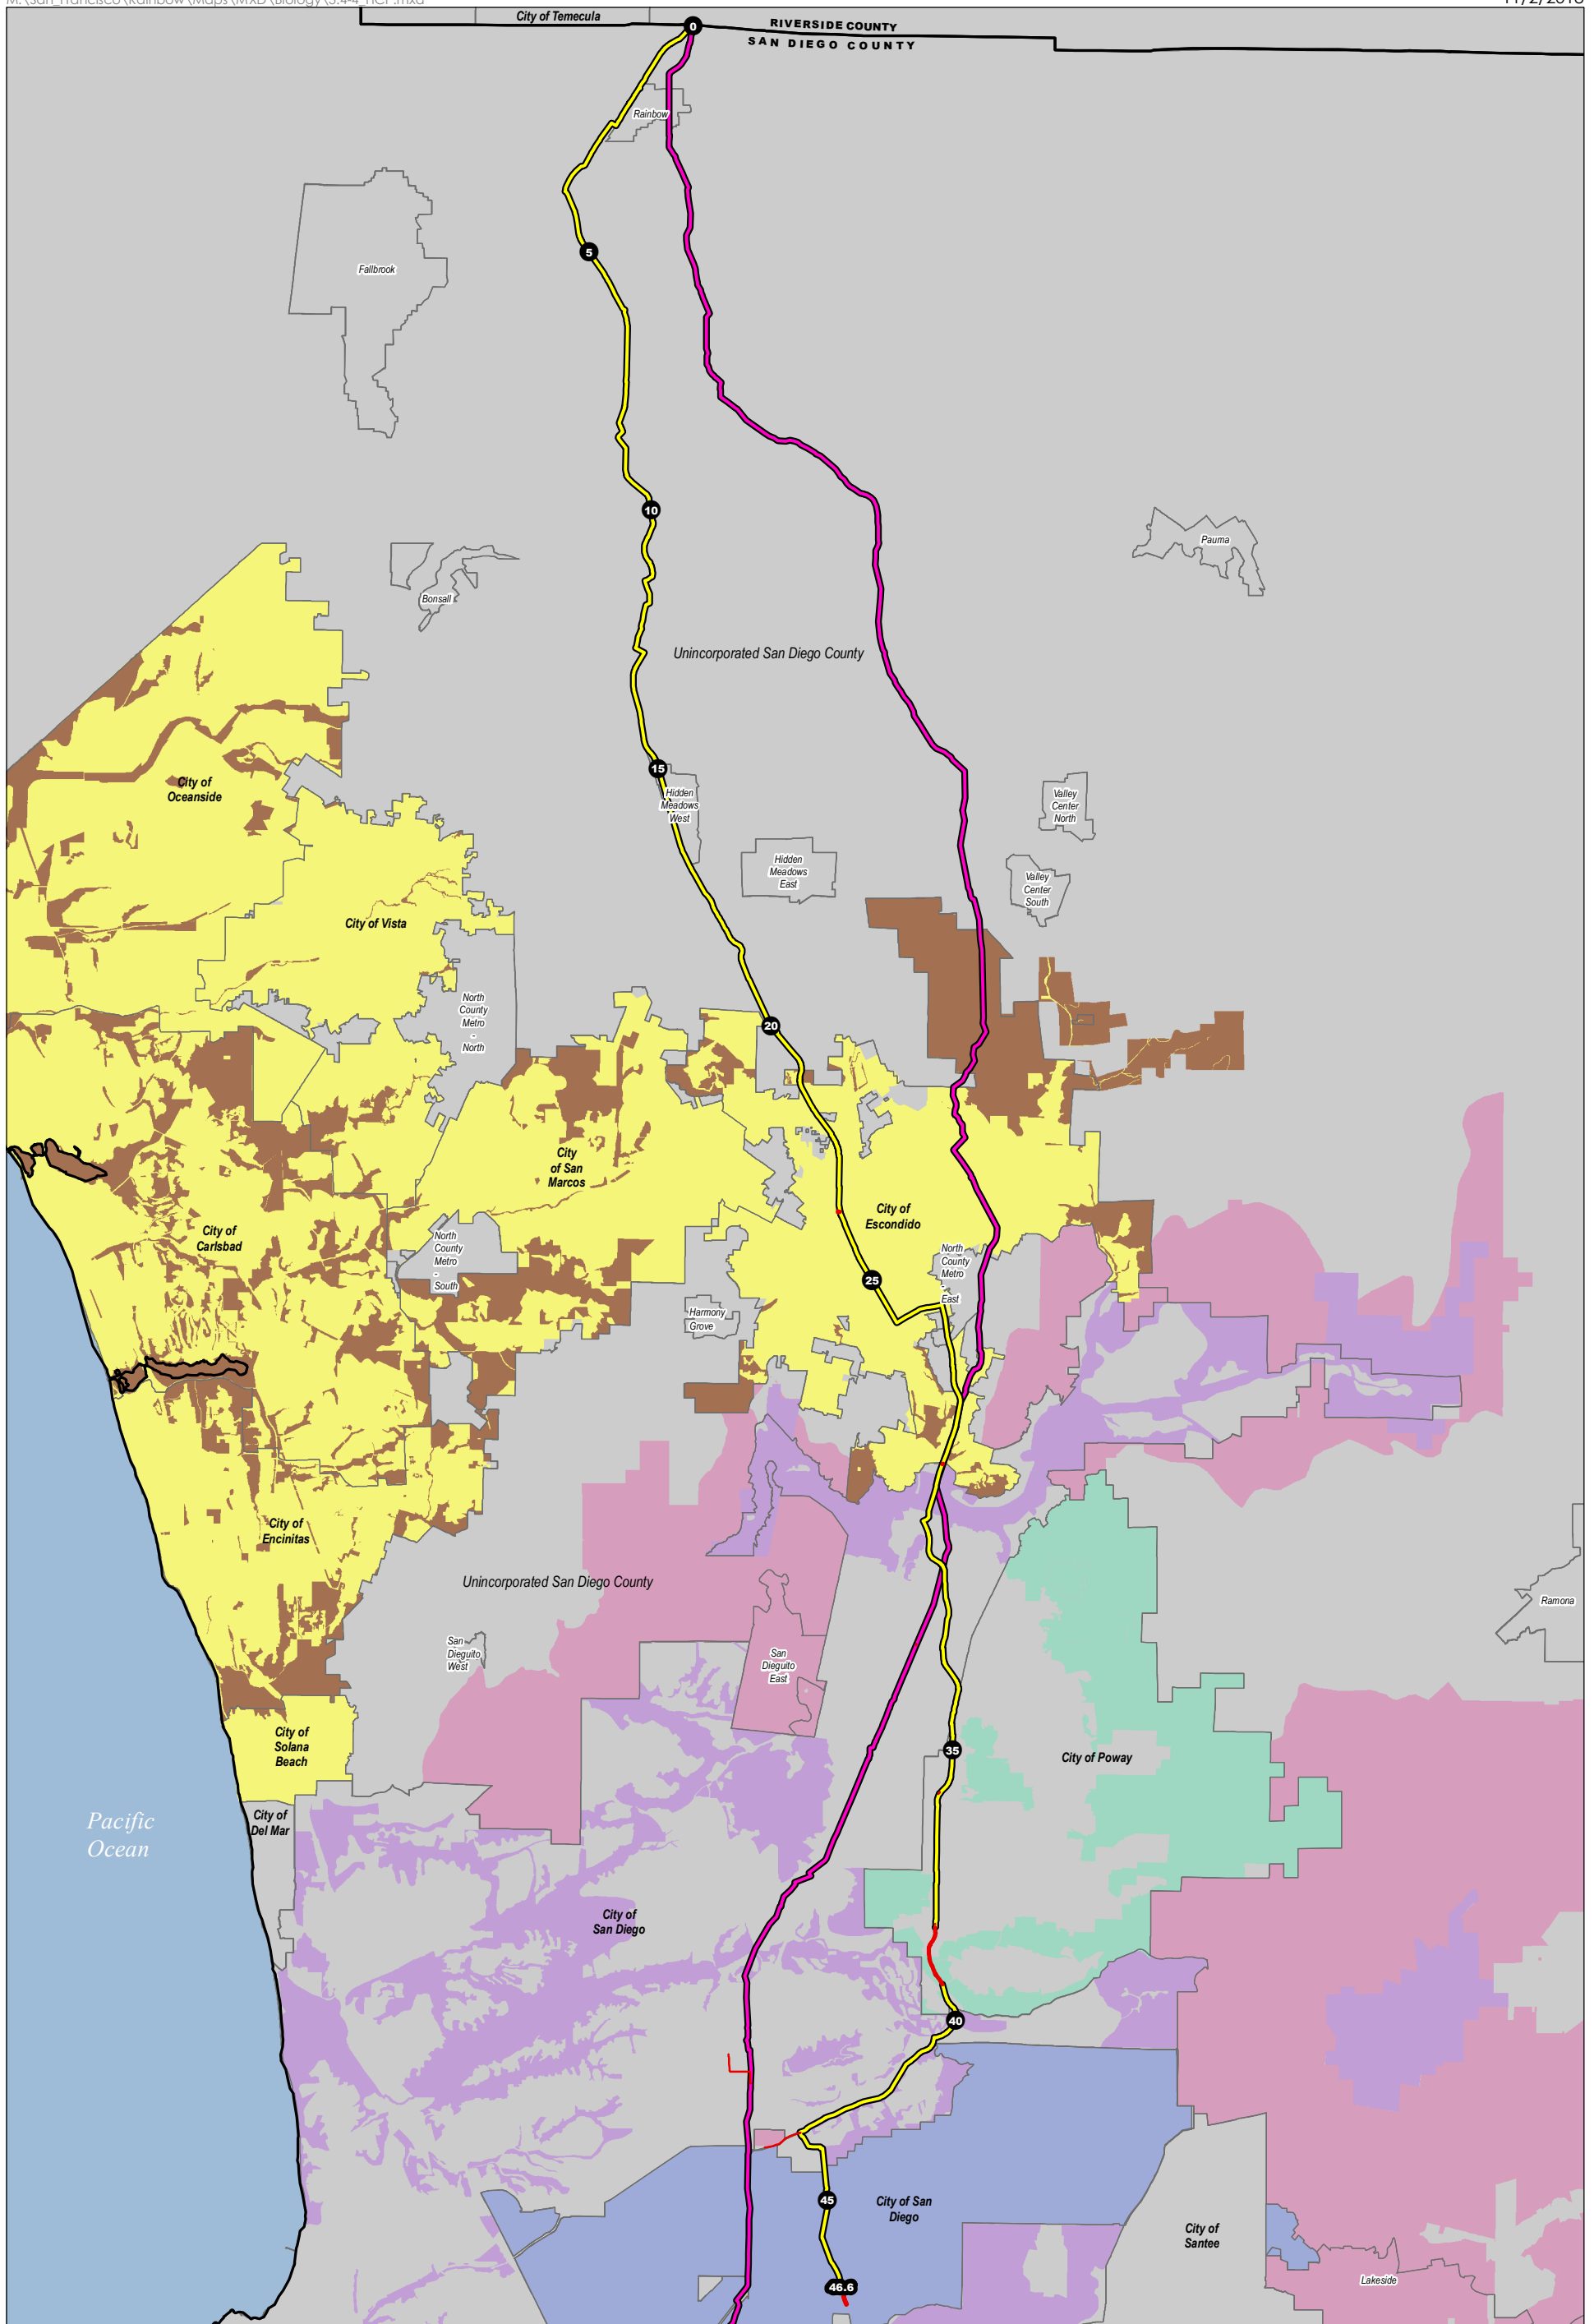 City of Temecula
0
RIVERSIDE COUNTY
SAN DIEGO COUNTY
Rainbow
5
Fallbrook
10
Pauma
Bonsall
Unincorporated San Diego County
15
City of
Oceanside
Hidden
Meadows
West
Valley
Center
North
Hidden
Meadows
East
Valley
Center
South
City of Vista
North
County
Metro
-
North
20
City
of San
Marcos
City of
Escondido
City of
Carlsbad
North
County
Metro
-
South
North
County
Metro
East
25
Harmony
Grove
City of
Encinitas
Unincorporated San Diego County
Ramona
San
Dieguito
West
San
Dieguito
East
City of
Solana
Beach
35
City of Poway
Pacific
Ocean
City of
Del Mar
City of
San Diego
40
45
City of San
Diego
City of
Santee
46.6
Lakeside